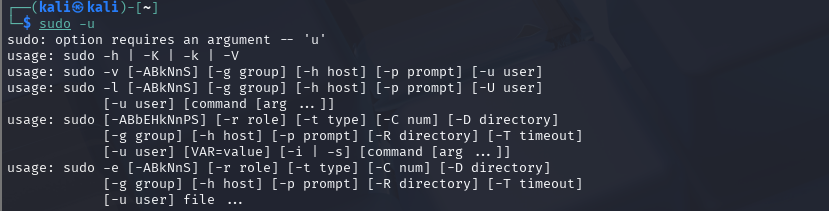 ┌──(kali㉿kali)-[~]
└─$ sudo -u
sudo: option requires an argument -- 'u'
usage: sudo -h | -K | -k | -V
usage: sudo -v [-ABkNnS] [-g group] [-h host] [-p prompt] [-u user]
usage: sudo -l [-ABkNnS] [-g group] [-h host] [-p prompt] [-U user]
            [-u user] [command [arg ...]]
usage: sudo [-ABbEHkNnPS] [-r role] [-t type] [-C num] [-D directory]
            [-g group] [-h host] [-p prompt] [-R directory] [-T timeout]
            [-u user] [VAR=value] [-i | -s] [command [arg ...]]
usage: sudo -e [-ABkNnS] [-r role] [-t type] [-C num] [-D directory]
            [-g group] [-h host] [-p prompt] [-R directory] [-T timeout]
            [-u user] file ...